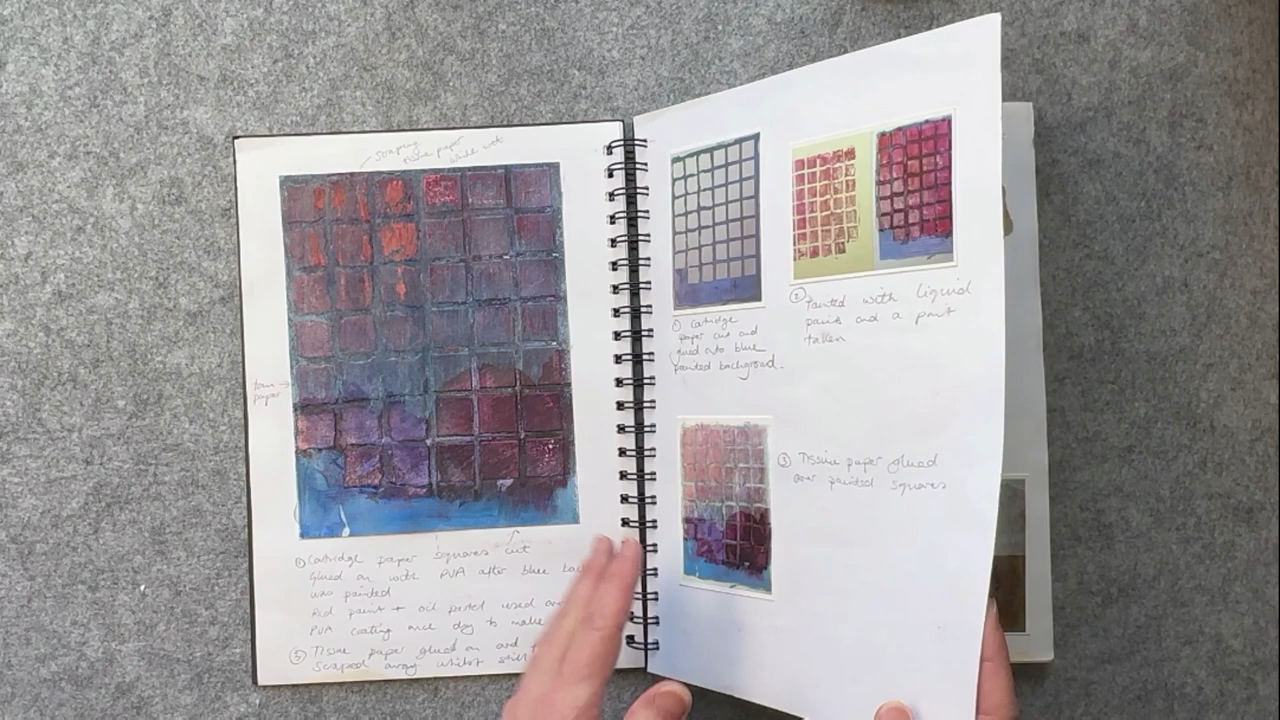 scraping
tissue paper
while wet
torn
paper
① Cartridge paper squares cut
glued on with PVA after blue
was painted
Red paint + oil pastel used
PVA coating once dry to make
③ Tissue paper glued on and
Scraped away whilst still
① Cartridge
paper cut and
glued onto blue
painted background.
② Painted with liquid
paints and a print
taken
③ Tissue paper glued
over painted squares